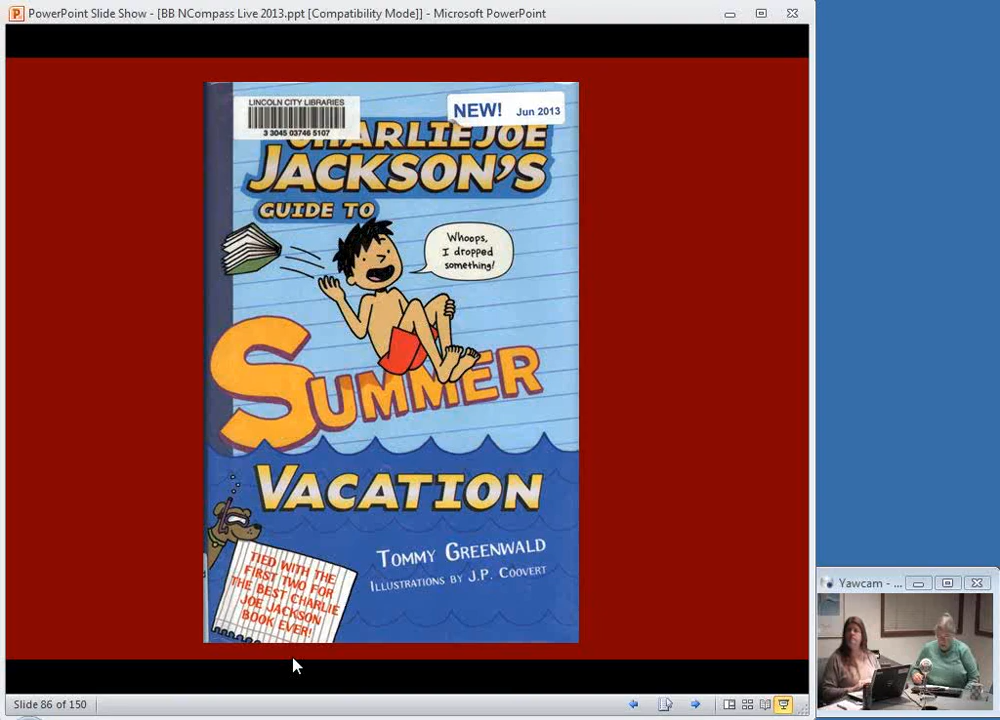 PowerPoint Slide Show - [BB NCompass Live 2013.ppt [Compatibility Mode]] - Microsoft PowerPoint
LINCOLN CITY LIBRARIES
3 3045 03746 5107
NEW! Jun 2013
CHARLIE JOE
JACKSON'S
GUIDE TO
Whoops,
I dropped
something!
SUMMER
VACATION
TOMMY GREENWALD
ILLUSTRATIONS BY J.P. COOVERT
TIED WITH THE
FIRST TWO FOR
THE BEST CHARLIE
JOE JACKSON
BOOK EVER!
Yawcam - ...
Slide 86 of 150